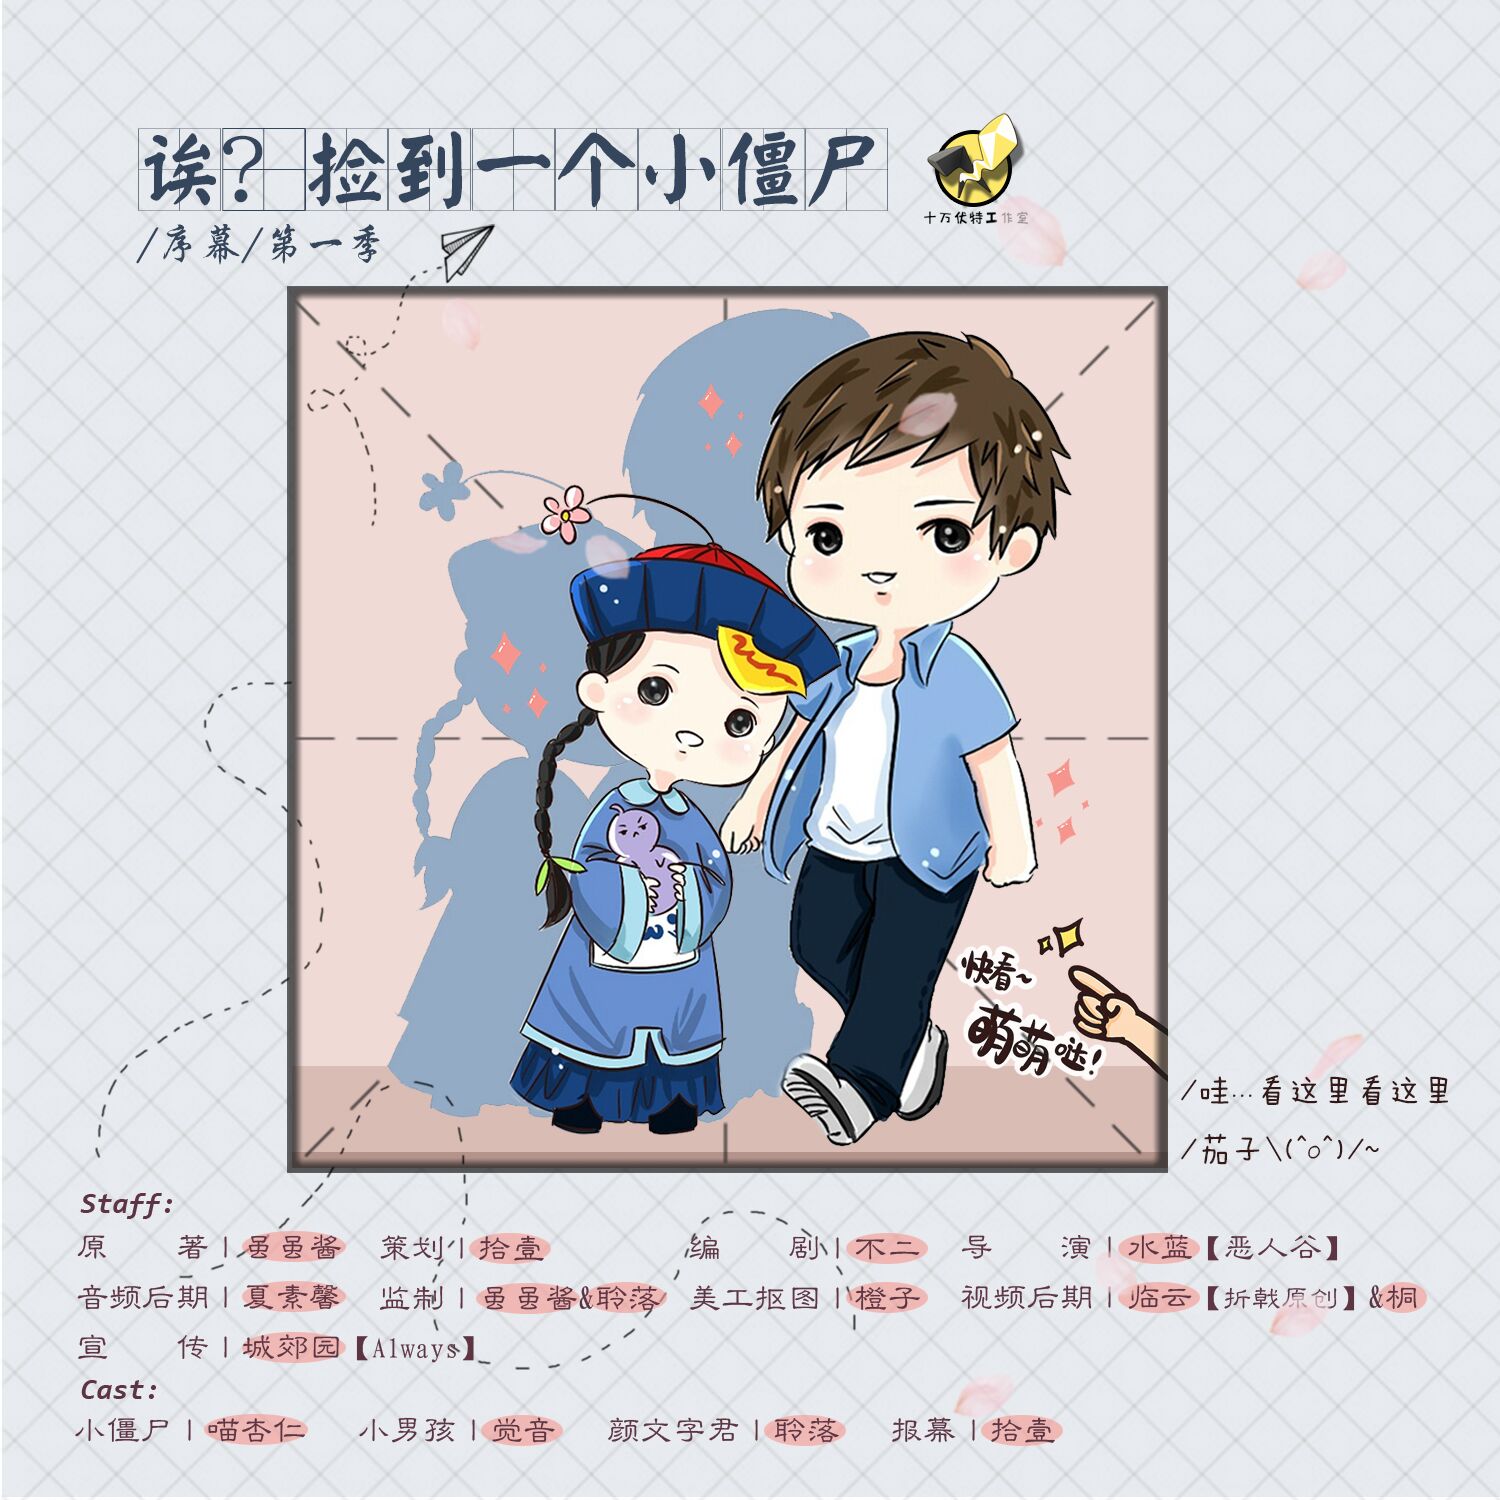 诶？捡到一个小僵尸
十万伏特工作室
/序幕/第一季
快看~
萌萌哒！
/哇…看这里看这里
/茄子\(^o^)/~
Staff:
原著｜虽虽酱 策划｜拾壹 编剧｜不二 导演｜水蓝【恶人谷】
音频后期｜夏素馨 监制｜虽虽酱&聆落 美工抠图｜橙子 视频后期｜临云【折戟原创】&桐
宣传｜城郊园【Always】
Cast:
小僵尸｜喵杏仁 小男孩｜觉音 颜文字君｜聆落 报幕｜拾壹